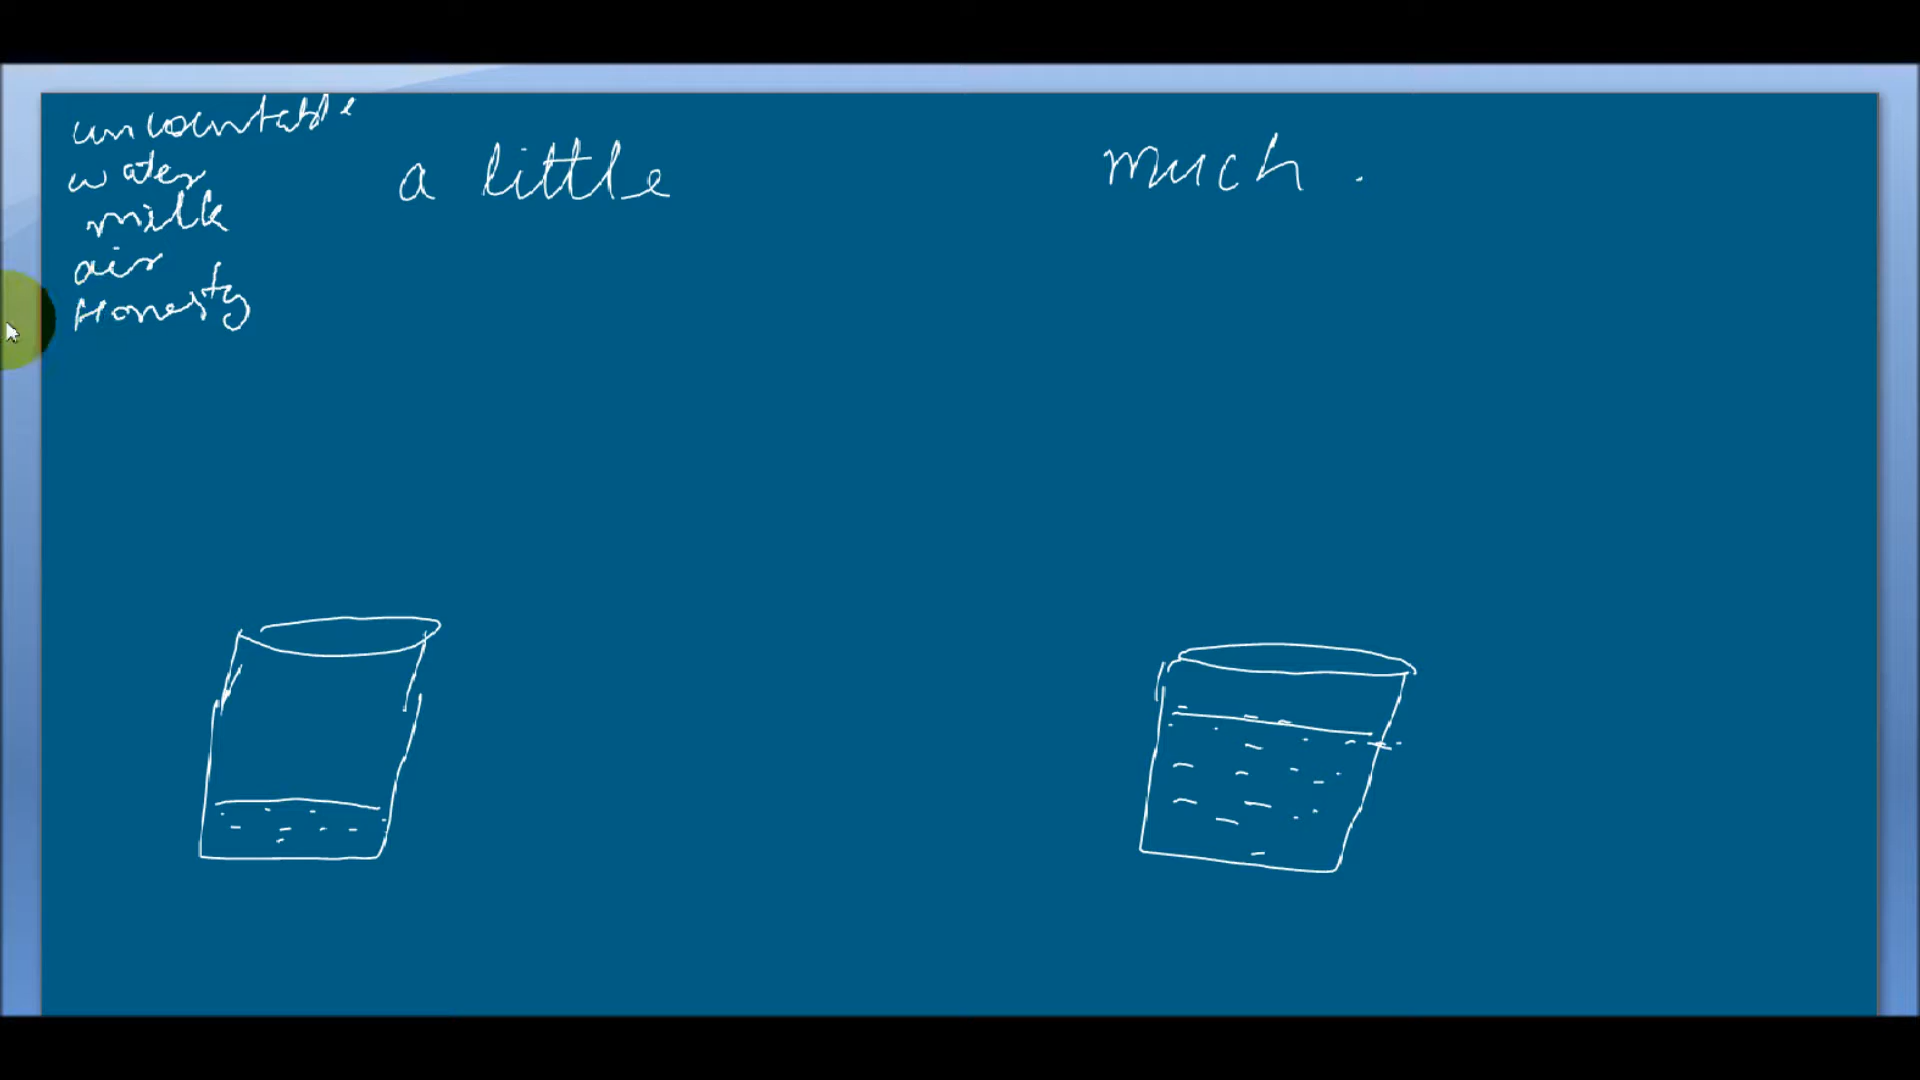 uncountable
water
milk
air
Honesty
a little
much .